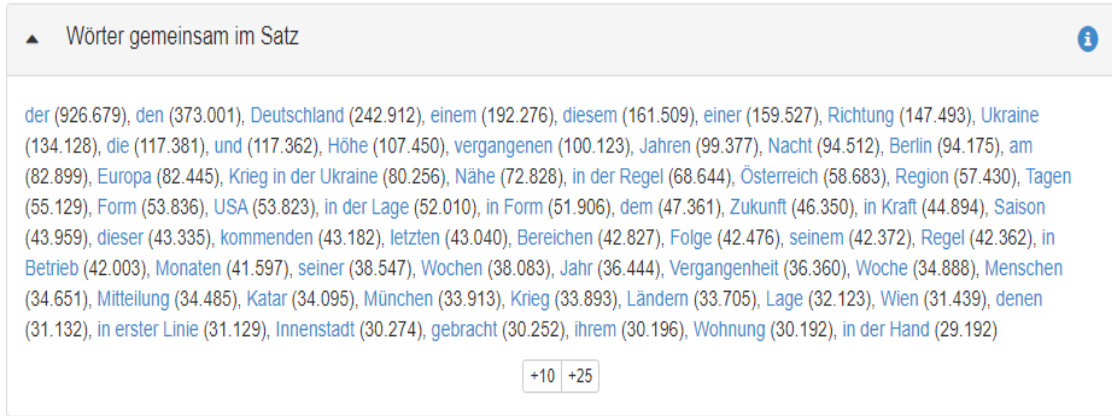 Wörter gemeinsam im Satz
der (926.679), den (373.001), Deutschland (242.912), einem (192.276), diesem (161.509), einer (159.527), Richtung (147.493), Ukraine
(134.128), die (117.381), und (117.362), Höhe (107.450), vergangenen (100.123), Jahren (99.377), Nacht (94.512), Berlin (94.175), am
(82.899), Europa (82.445), Krieg in der Ukraine (80.256), Nähe (72.828), in der Regel (68.644), Österreich (58.683), Region (57.430), Tagen
(55.129), Form (53.836), USA (53.823), in der Lage (52.010), in Form (51.906), dem (47.361), Zukunft (46.350), in Kraft (44.894), Saison
(43.959), dieser (43.335), kommenden (43.182), letzten (43.040), Bereichen (42.827), Folge (42.476), seinem (42.372), Regel (42.362), in
Betrieb (42.003), Monaten (41.597), seiner (38.547), Wochen (38.083), Jahr (36.444), Vergangenheit (36.360), Woche (34.888), Menschen
(34.651), Mitteilung (34.485), Katar (34.095), München (33.913), Krieg (33.893), Ländern (33.705), Lage (32.123), Wien (31.439), denen
(31.132), in erster Linie (31.129), Innenstadt (30.274), gebracht (30.252), ihrem (30.196), Wohnung (30.192), in der Hand (29.192)
+10 +25